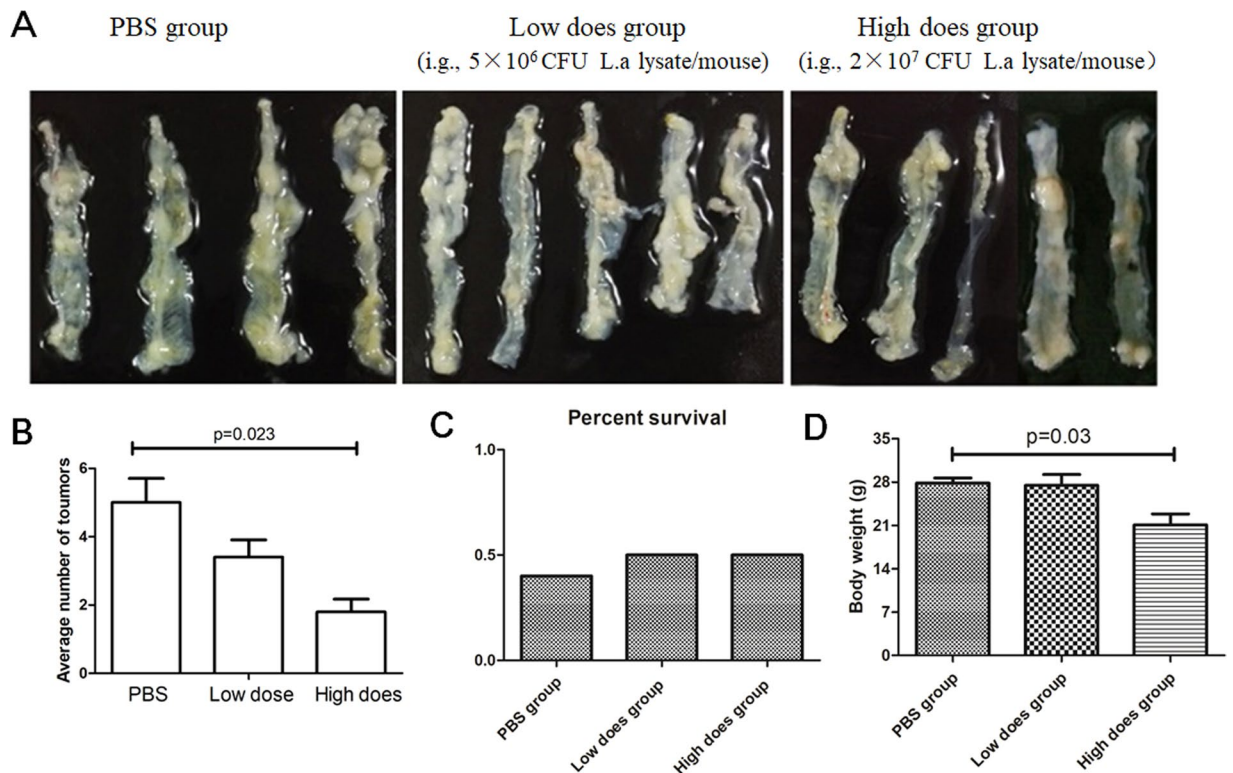 A
PBS group
Low does group
(i.g., 5×10⁶ CFU L.a lysate/mouse)
High does group
(i.g., 2×10⁷ CFU L.a lysate/mouse）
B
p=0.023
Average number of toumors
6
4
2
0
PBS
Low dose
High does
C
Percent survival
1.0
0.5
0.0
PBS group
Low does group
High does group
D
p=0.03
Body weight (g)
35
28
21
14
7
0
PBS group
Low does group
High does group